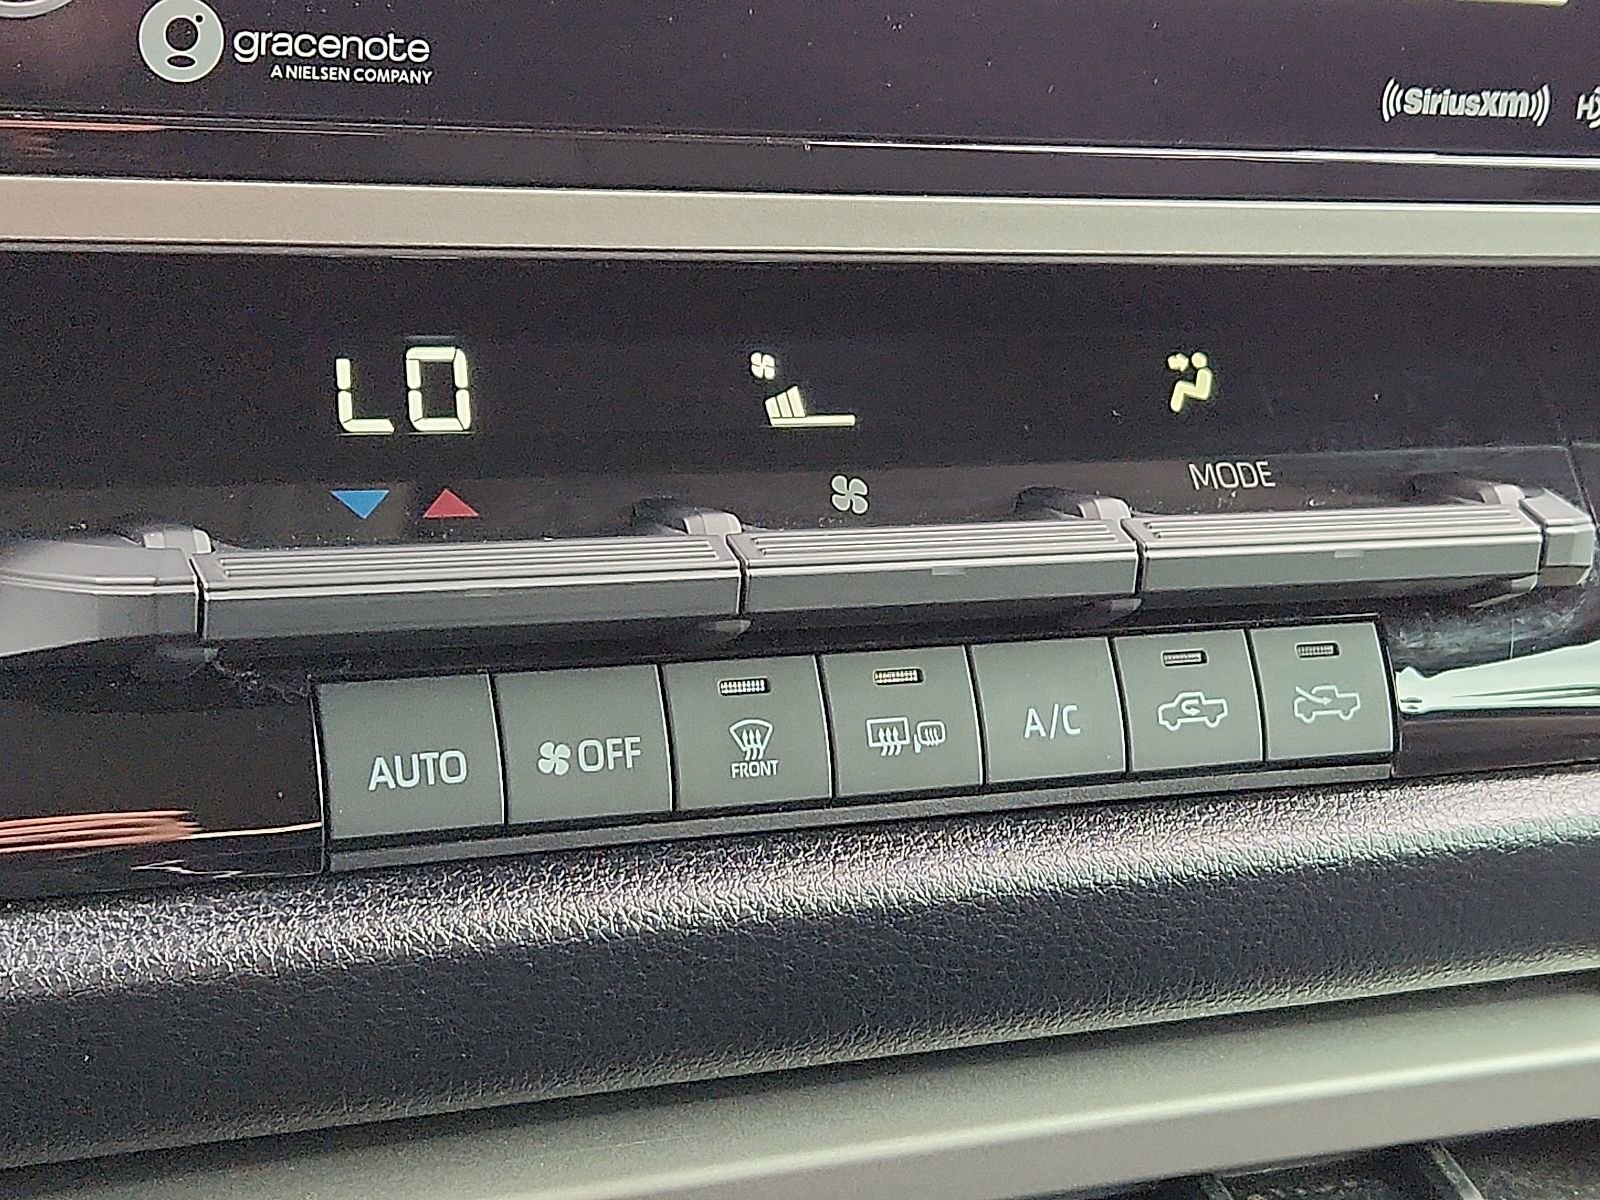 gracenote
A NIELSEN COMPANY
SiriusXM
LO
MODE
AUTO
OFF
FRONT
A/C